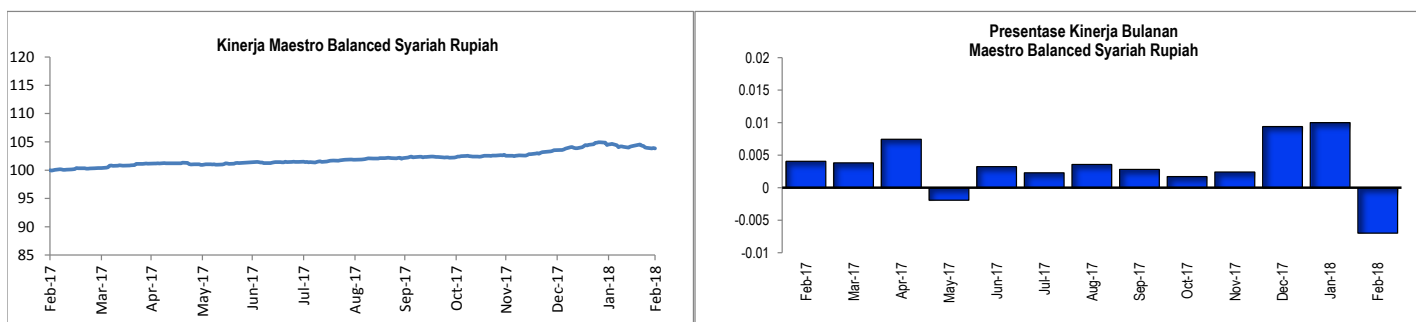 Kinerja Maestro Balanced Syariah Rupiah
120
115
110
105
100
95
90
85
Feb-17
Mar-17
Apr-17
May-17
Jun-17
Jul-17
Aug-17
Sep-17
Oct-17
Nov-17
Dec-17
Jan-18
Feb-18
Presentase Kinerja Bulanan
Maestro Balanced Syariah Rupiah
0.02
0.015
0.01
0.005
0
-0.005
-0.01
Feb-17
Mar-17
Apr-17
May-17
Jun-17
Jul-17
Aug-17
Sep-17
Oct-17
Nov-17
Dec-17
Jan-18
Feb-18